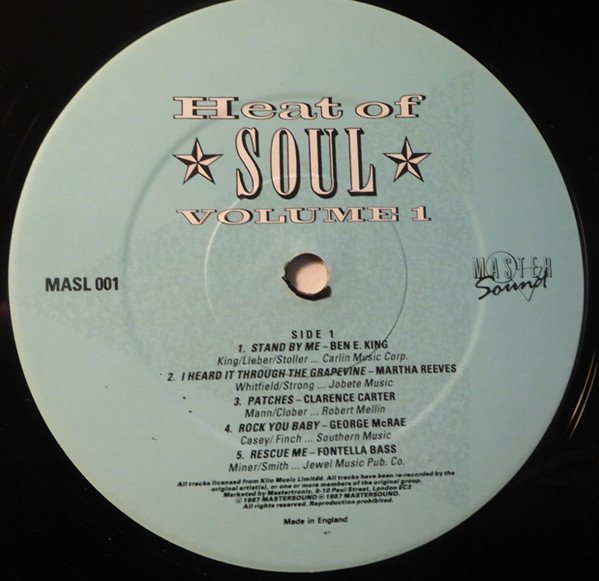 Heat of
SOUL
VOLUME 1
MASL 001
MASTER
Sound
SIDE 1
1. STAND BY ME – BEN E. KING
King/Lieber/Stoller ... Carlin Music Corp.
2. I HEARD IT THROUGH THE GRAPEVINE – MARTHA REEVES
Whitfield/Strong ... Jobete Music
3. PATCHES – CLARENCE CARTER
Mann/Clober ... Robert Mellin
4. ROCK YOU BABY – GEORGE McRAE
Casey/ Finch ... Southern Music
5. RESCUE ME – FONTELLA BASS
Miner/Smith ... Jewel Music Pub. Co.
All tracks licensed from Kilo Music Limited. All tracks have been re-recorded by the
original artist(s), or one or more members of the original group.
Marketed by Mastertronic, 8-10 Paul Street, London EC2
© 1987 MASTERSOUND ℗ 1987 MASTERSOUND.
All rights reserved. Reproduction prohibited.
Made in England